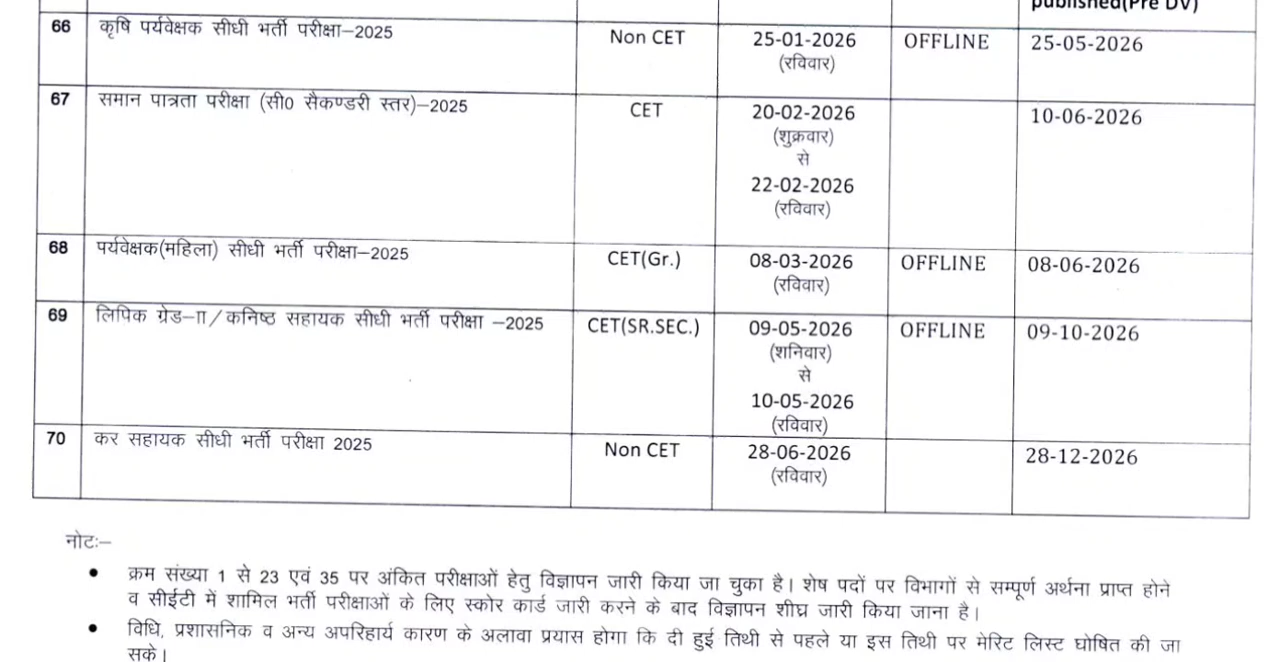 published(Pre DV)
66 कृषि पर्यवेक्षक सीधी भर्ती परीक्षा–2025 Non CET 25-01-2026 OFFLINE 25-05-2026
(रविवार)
67 समान पात्रता परीक्षा (सी0 सैकण्डरी स्तर)–2025 CET 20-02-2026 10-06-2026
(शुक्रवार)
से
22-02-2026
(रविवार)
68 पर्यवेक्षक(महिला) सीधी भर्ती परीक्षा–2025 CET(Gr.) 08-03-2026 OFFLINE 08-06-2026
(रविवार)
69 लिपिक ग्रेड–II/कनिष्ठ सहायक सीधी भर्ती परीक्षा –2025 CET(SR.SEC.) 09-05-2026 OFFLINE 09-10-2026
(शनिवार)
से
10-05-2026
(रविवार)
70 कर सहायक सीधी भर्ती परीक्षा 2025 Non CET 28-06-2026 28-12-2026
(रविवार)
नोटः–
• क्रम संख्या 1 से 23 एवं 35 पर अंकित परीक्षाओं हेतु विज्ञापन जारी किया जा चुका है। शेष पदों पर विभागों से सम्पूर्ण अर्थना प्राप्त होने
व सीईटी में शामिल भर्ती परीक्षाओं के लिए स्कोर कार्ड जारी करने के बाद विज्ञापन शीघ्र जारी किया जाना है।
• विधि, प्रशासनिक व अन्य अपरिहार्य कारण के अलावा प्रयास होगा कि दी हुई तिथी से पहले या इस तिथी पर मेरिट लिस्ट घोषित की जा
सके।